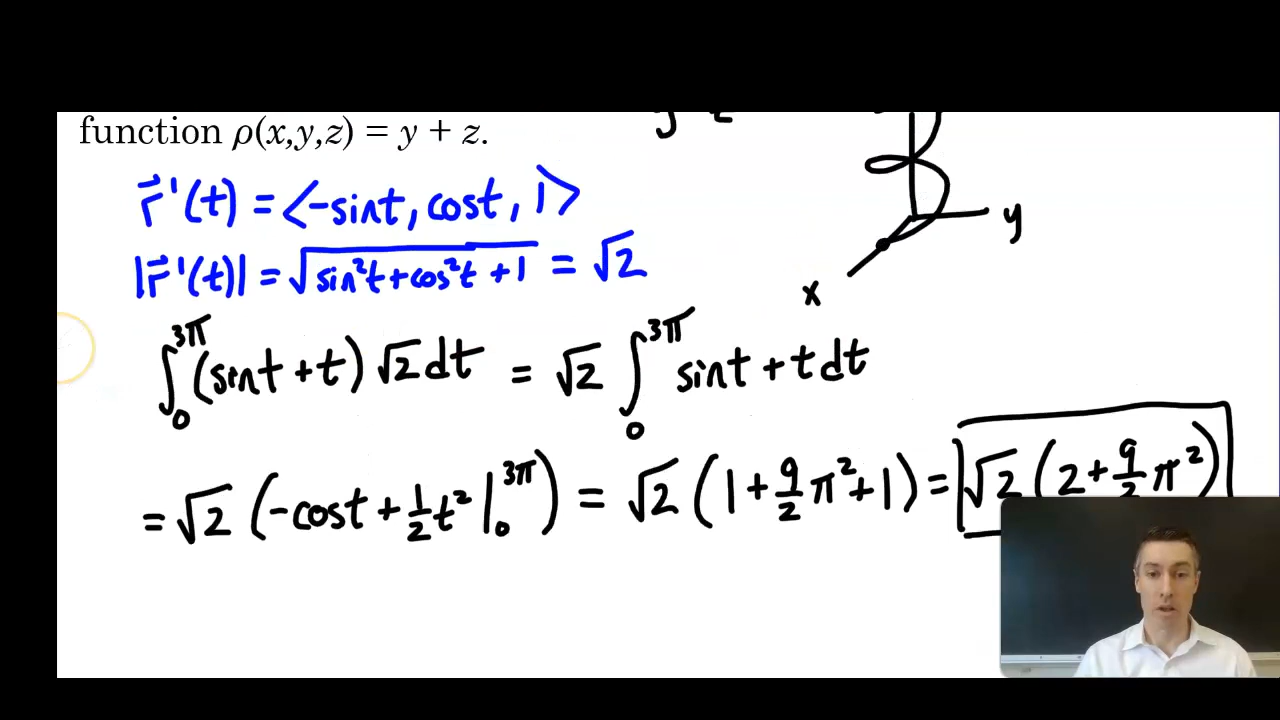 function ρ(x,y,z) = y + z.
y
x
r⃗'(t) = ⟨-sint, cost, 1⟩
|r⃗'(t)| = √(sin²t+cos²t+1) = √2
∫₀^3π (sint+t) √2 dt = √2 ∫₀^3π sint + t dt
= √2 (-cost + ½t² |₀^3π) = √2 (1 + 9/2 π² + 1) = √2 (2 + 9/2 π²)